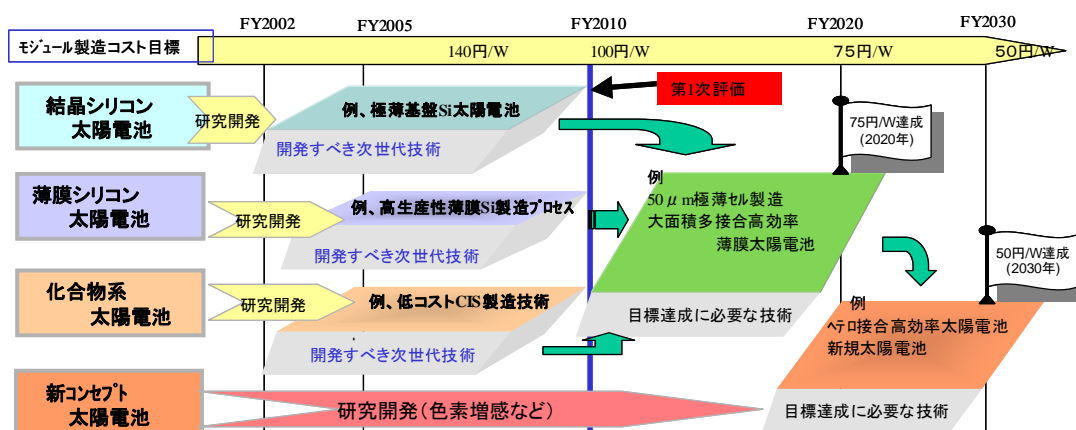 FY2002
FY2005
FY2010
FY2020
FY2030
モジュール製造コスト目標
140円/W
100円/W
75円/W
50円/W
結晶シリコン
太陽電池
研究開発
例、極薄基盤Si太陽電池
開発すべき次世代技術
第1次評価
75円/W達成
(2020年)
薄膜シリコン
太陽電池
研究開発
例、高生産性薄膜Si製造プロセス
開発すべき次世代技術
例
50μm極薄セル製造
大面積多接合高効率
薄膜太陽電池
目標達成に必要な技術
50円/W達成
(2030年)
化合物系
太陽電池
研究開発
例、低コストCIS製造技術
開発すべき次世代技術
例
ヘテロ接合高効率太陽電池
新規太陽電池
目標達成に必要な技術
新コンセプト
太陽電池
研究開発(色素増感など)